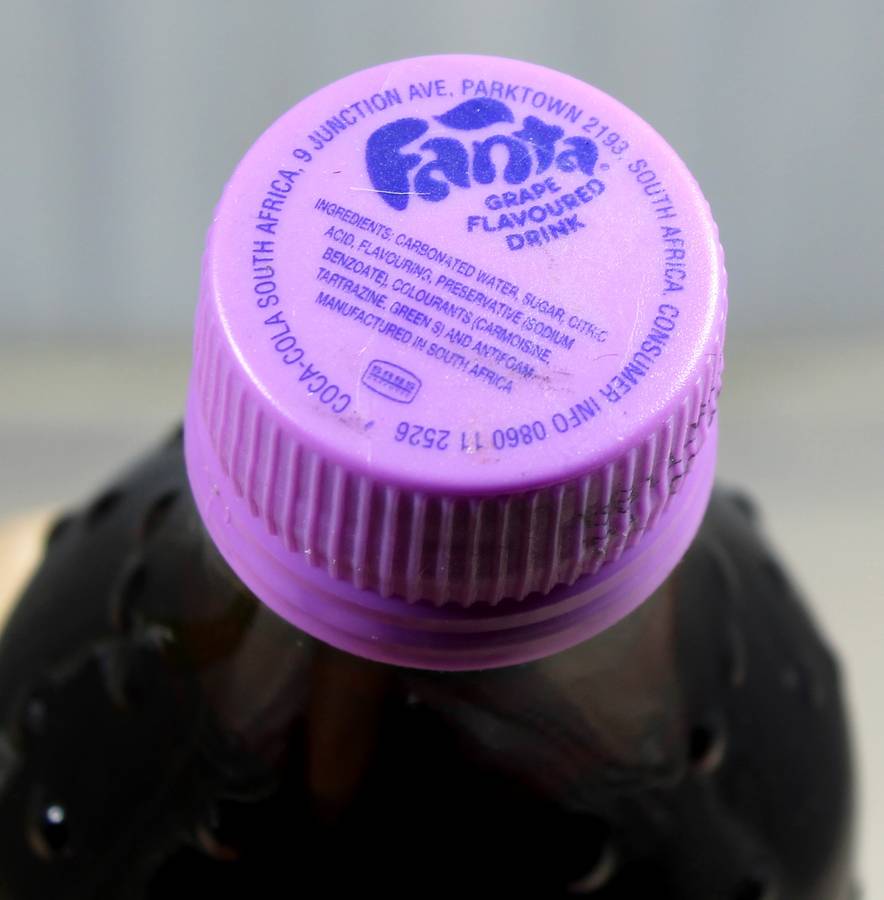 COCA-COLA SOUTH AFRICA, 9 JUNCTION AVE, PARKTOWN 2193, SOUTH AFRICA. CONSUMER INFO 0860 11 2526
Fanta
GRAPE
FLAVOURED
DRINK
INGREDIENTS: CARBONATED WATER, SUGAR, CITRIC
ACID, FLAVOURING, PRESERVATIVE (SODIUM
BENZOATE), COLOURANTS (CARMOISINE,
TARTRAZINE, GREEN S) AND ANTIFOAM
MANUFACTURED IN SOUTH AFRICA